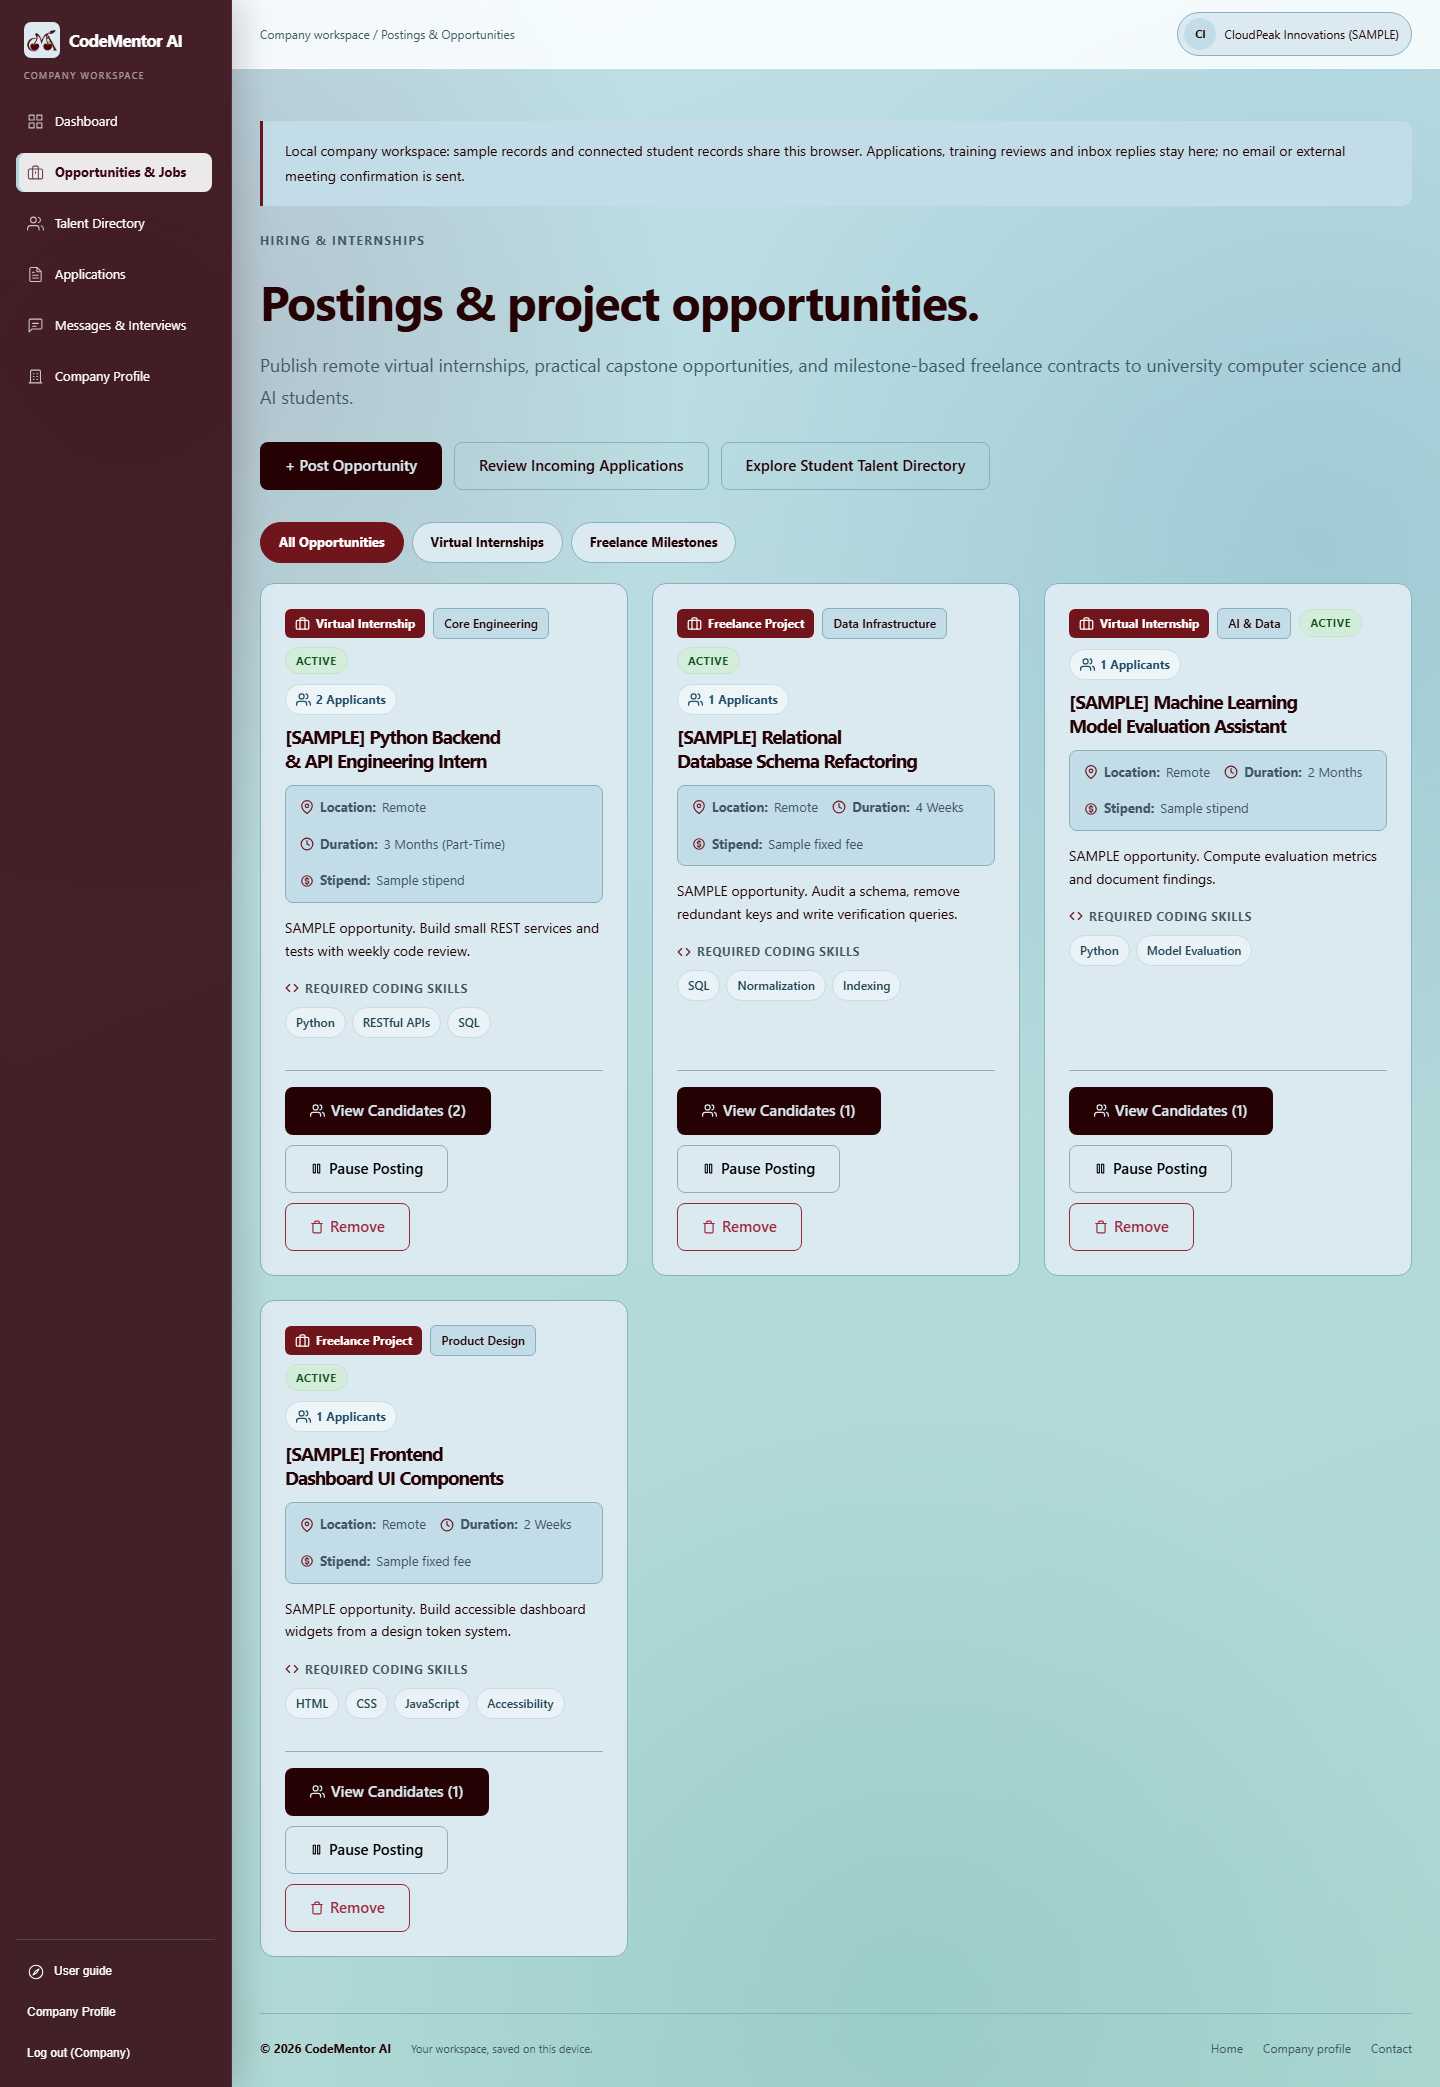 CodeMentor AI
COMPANY WORKSPACE
Dashboard
Opportunities & Jobs
Talent Directory
Applications
Messages & Interviews
Company Profile
Company workspace / Postings & Opportunities
CI
CloudPeak Innovations (SAMPLE)
Local company workspace: sample records and connected student records share this browser. Applications, training reviews and inbox replies stay here; no email or external
meeting confirmation is sent.
HIRING & INTERNSHIPS
Postings & project opportunities.
Publish remote virtual internships, practical capstone opportunities, and milestone-based freelance contracts to university computer science and
AI students.
+ Post Opportunity
Review Incoming Applications
Explore Student Talent Directory
All Opportunities
Virtual Internships
Freelance Milestones
Virtual Internship
Core Engineering
ACTIVE
2 Applicants
[SAMPLE] Python Backend
& API Engineering Intern
Location: Remote
Duration: 3 Months (Part-Time)
Stipend: Sample stipend
SAMPLE opportunity. Build small REST services and
tests with weekly code review.
REQUIRED CODING SKILLS
Python
RESTful APIs
SQL
View Candidates (2)
Pause Posting
Remove
Freelance Project
Data Infrastructure
ACTIVE
1 Applicants
[SAMPLE] Relational
Database Schema Refactoring
Location: Remote
Duration: 4 Weeks
Stipend: Sample fixed fee
SAMPLE opportunity. Audit a schema, remove
redundant keys and write verification queries.
REQUIRED CODING SKILLS
SQL
Normalization
Indexing
View Candidates (1)
Pause Posting
Remove
Virtual Internship
AI & Data
ACTIVE
1 Applicants
[SAMPLE] Machine Learning
Model Evaluation Assistant
Location: Remote
Duration: 2 Months
Stipend: Sample stipend
SAMPLE opportunity. Compute evaluation metrics
and document findings.
REQUIRED CODING SKILLS
Python
Model Evaluation
View Candidates (1)
Pause Posting
Remove
Freelance Project
Product Design
ACTIVE
1 Applicants
[SAMPLE] Frontend
Dashboard UI Components
Location: Remote
Duration: 2 Weeks
Stipend: Sample fixed fee
SAMPLE opportunity. Build accessible dashboard
widgets from a design token system.
REQUIRED CODING SKILLS
HTML
CSS
JavaScript
Accessibility
View Candidates (1)
Pause Posting
Remove
User guide
Company Profile
Log out (Company)
© 2026 CodeMentor AI
Your workspace, saved on this device.
Home
Company profile
Contact